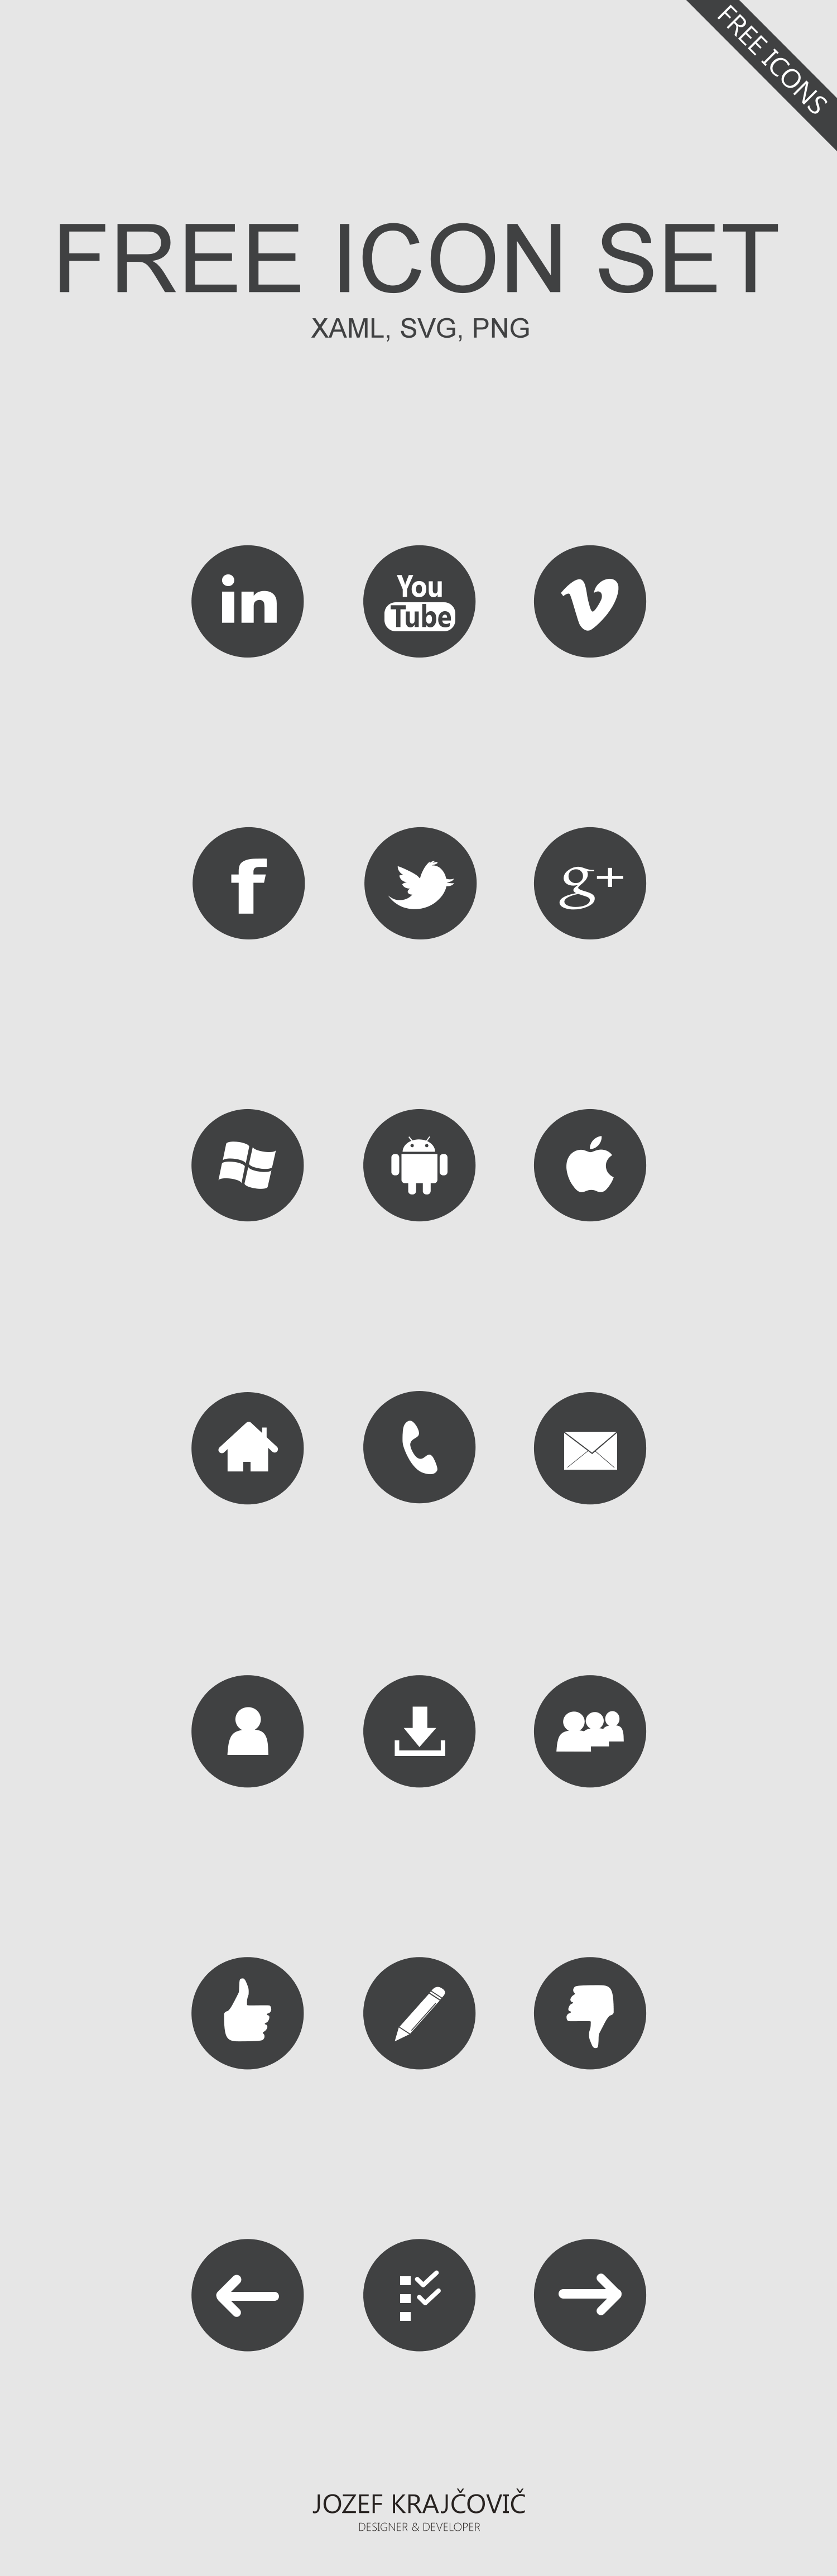 FREE ICONS
FREE ICON SET
XAML, SVG, PNG
in
You
Tube
f
g+
JOZEF KRAJČOVIČ
DESIGNER & DEVELOPER